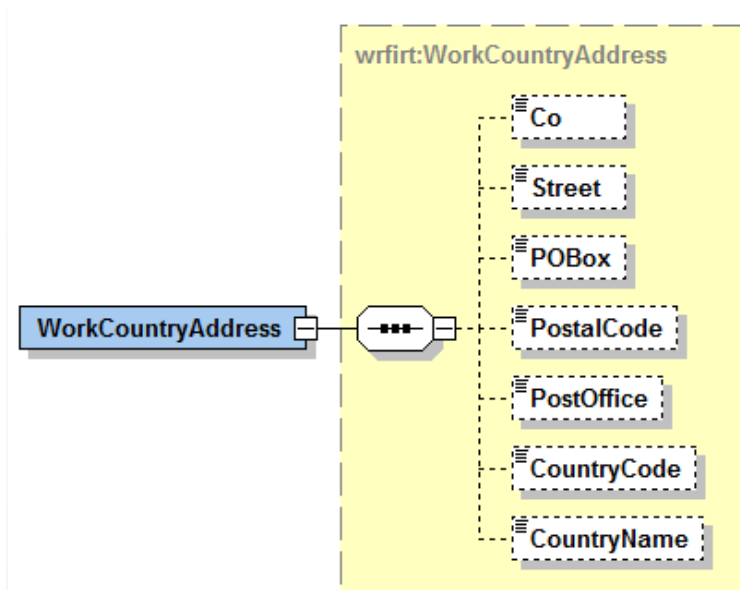 wrfirt:WorkCountryAddress
Co
Street
POBox
WorkCountryAddress
PostalCode
PostOffice
CountryCode
CountryName